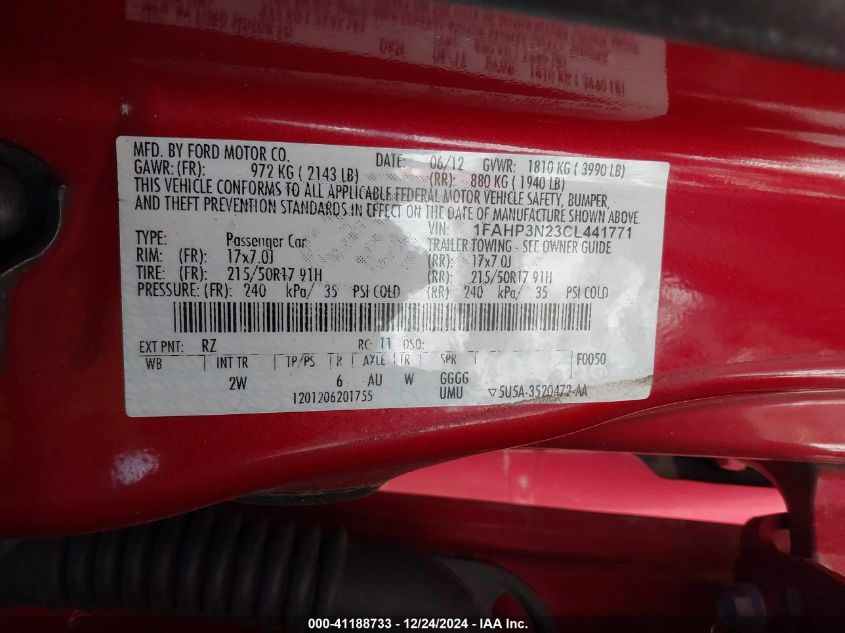 MFD. BY FORD MOTOR CO. DATE: 06/12 GVWR: 1810 KG ( 3990 LB)
GAWR: (FR): 972 KG ( 2143 LB) (RR): 880 KG ( 1940 LB)
THIS VEHICLE CONFORMS TO ALL APPLICABLE FEDERAL MOTOR VEHICLE SAFETY, BUMPER,
AND THEFT PREVENTION STANDARDS IN EFFECT ON THE DATE OF MANUFACTURE SHOWN ABOVE.
VIN: 1FAHP3N23CL441771
TYPE: Passenger Car TRAILER TOWING - SEE OWNER GUIDE
RIM: (FR): 17x7.0J (RR): 17x7.0J
TIRE: (FR): 215/50R17 91H (RR): 215/50R17 91H
PRESSURE: (FR): 240 kPa/ 35 PSI COLD (RR) 240 kPa/ 35 PSI COLD
EXT PNT: RZ RC: 11 DSO:
WB INT TR TP/PS R AXLE TR SPR F0050
2W 6 AU W GGGG
1201206201755 UMU ▽5U5A-3520472-AA
000-41188733 - 12/24/2024 - IAAI.com/US/Inc.